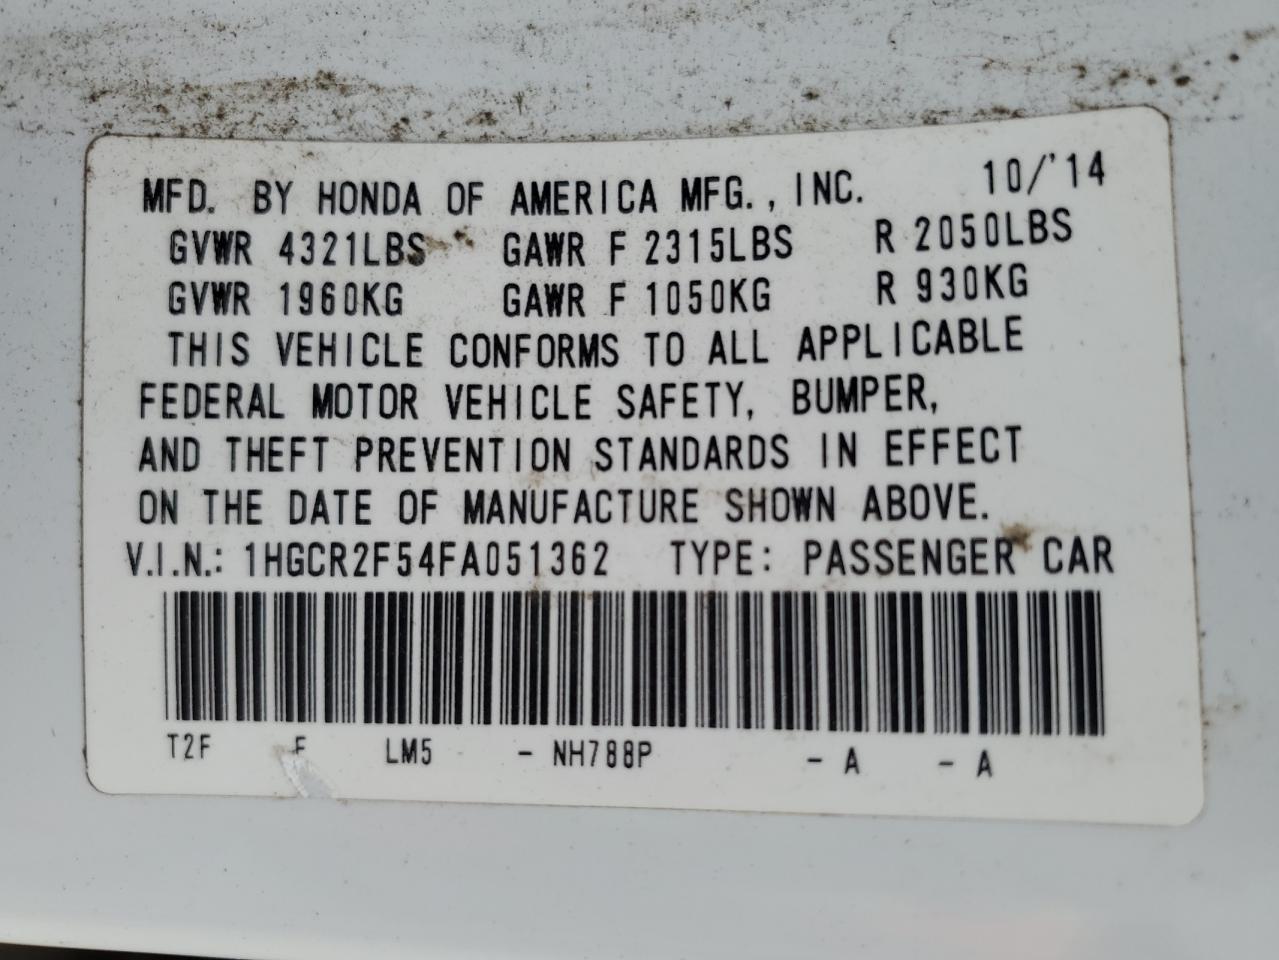 MFD. BY HONDA OF AMERICA MFG., INC. 10/'14
GVWR 4321LBS GAWR F 2315LBS R 2050LBS
GVWR 1960KG GAWR F 1050KG R 930KG
THIS VEHICLE CONFORMS TO ALL APPLICABLE
FEDERAL MOTOR VEHICLE SAFETY, BUMPER,
AND THEFT PREVENTION STANDARDS IN EFFECT
ON THE DATE OF MANUFACTURE SHOWN ABOVE.
V.I.N.: 1HGCR2F54FA051362 TYPE: PASSENGER CAR
T2F LM5 - NH788P - A - A